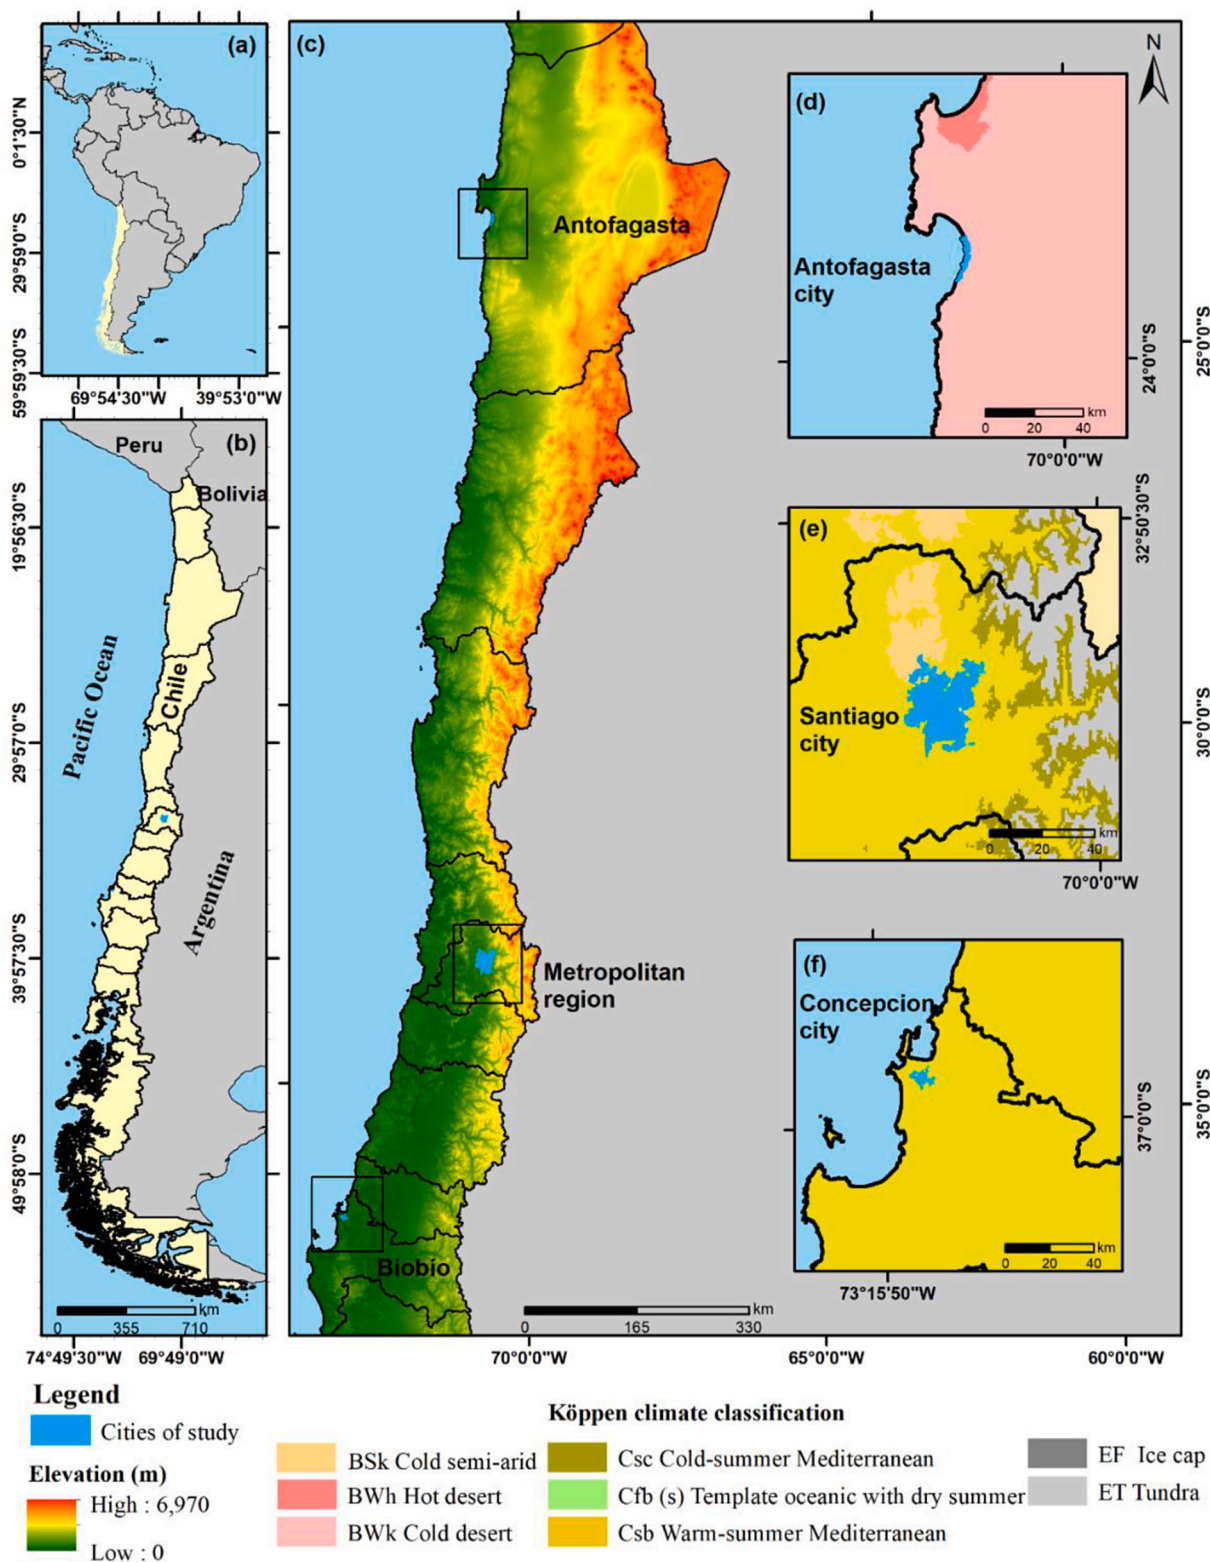 (a)
0°1'30"N
29°59'0"S
59°59'30"S
69°54'30"W 39°53'0"W
(b)
Peru
Bolivia
Chile
Pacific Ocean
Argentina
19°56'30"S
29°57'0"S
39°57'30"S
49°58'0"S
km
0 355 710
74°49'30"W 69°49'0"W
(c)
Antofagasta
Metropolitan
region
Biobío
0 165 330
70°0'0"W 65°0'0"W 60°0'0"W
N
25°0'0"S
30°0'0"S
35°0'0"S
(d)
Antofagasta
city
km
0 20 40
24°0'0"S
70°0'0"W
(e)
Santiago
city
km
0 20 40
32°50'30"S
70°0'0"W
(f)
Concepcion
city
km
0 20 40
37°0'0"S
73°15'50"W
Legend
Cities of study
Elevation (m)
High : 6,970
Low : 0
Köppen climate classification
BSk Cold semi-arid
BWh Hot desert
BWk Cold desert
Csc Cold-summer Mediterranean
Cfb (s) Template oceanic with dry summer
Csb Warm-summer Mediterranean
EF Ice cap
ET Tundra